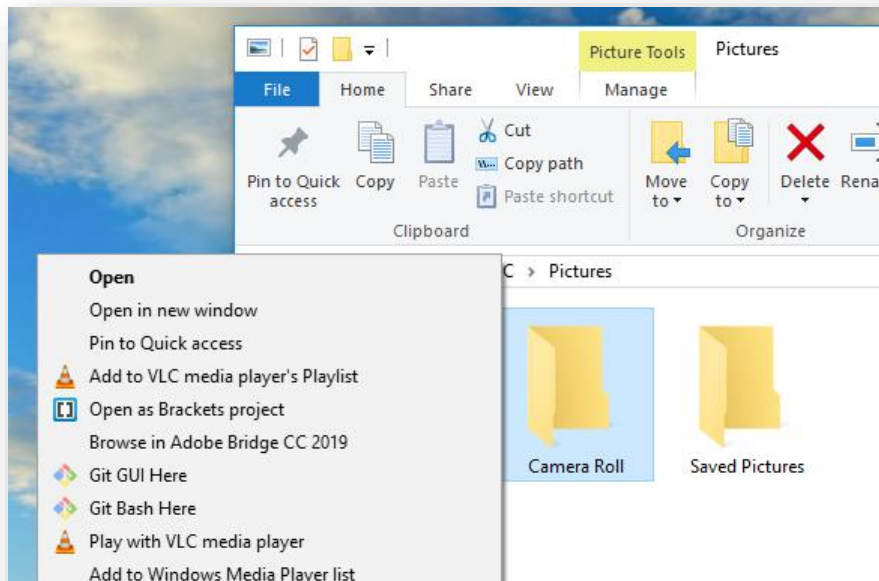 Picture Tools Pictures
File Home Share View Manage
Pin to Quick access
Copy
Paste
Cut
Copy path
Paste shortcut
Move to
Copy to
Delete
Rena
Clipboard
Organize
C > Pictures
Open
Open in new window
Pin to Quick access
Add to VLC media player's Playlist
Open as Brackets project
Browse in Adobe Bridge CC 2019
Git GUI Here
Git Bash Here
Play with VLC media player
Add to Windows Media Player list
Camera Roll
Saved Pictures